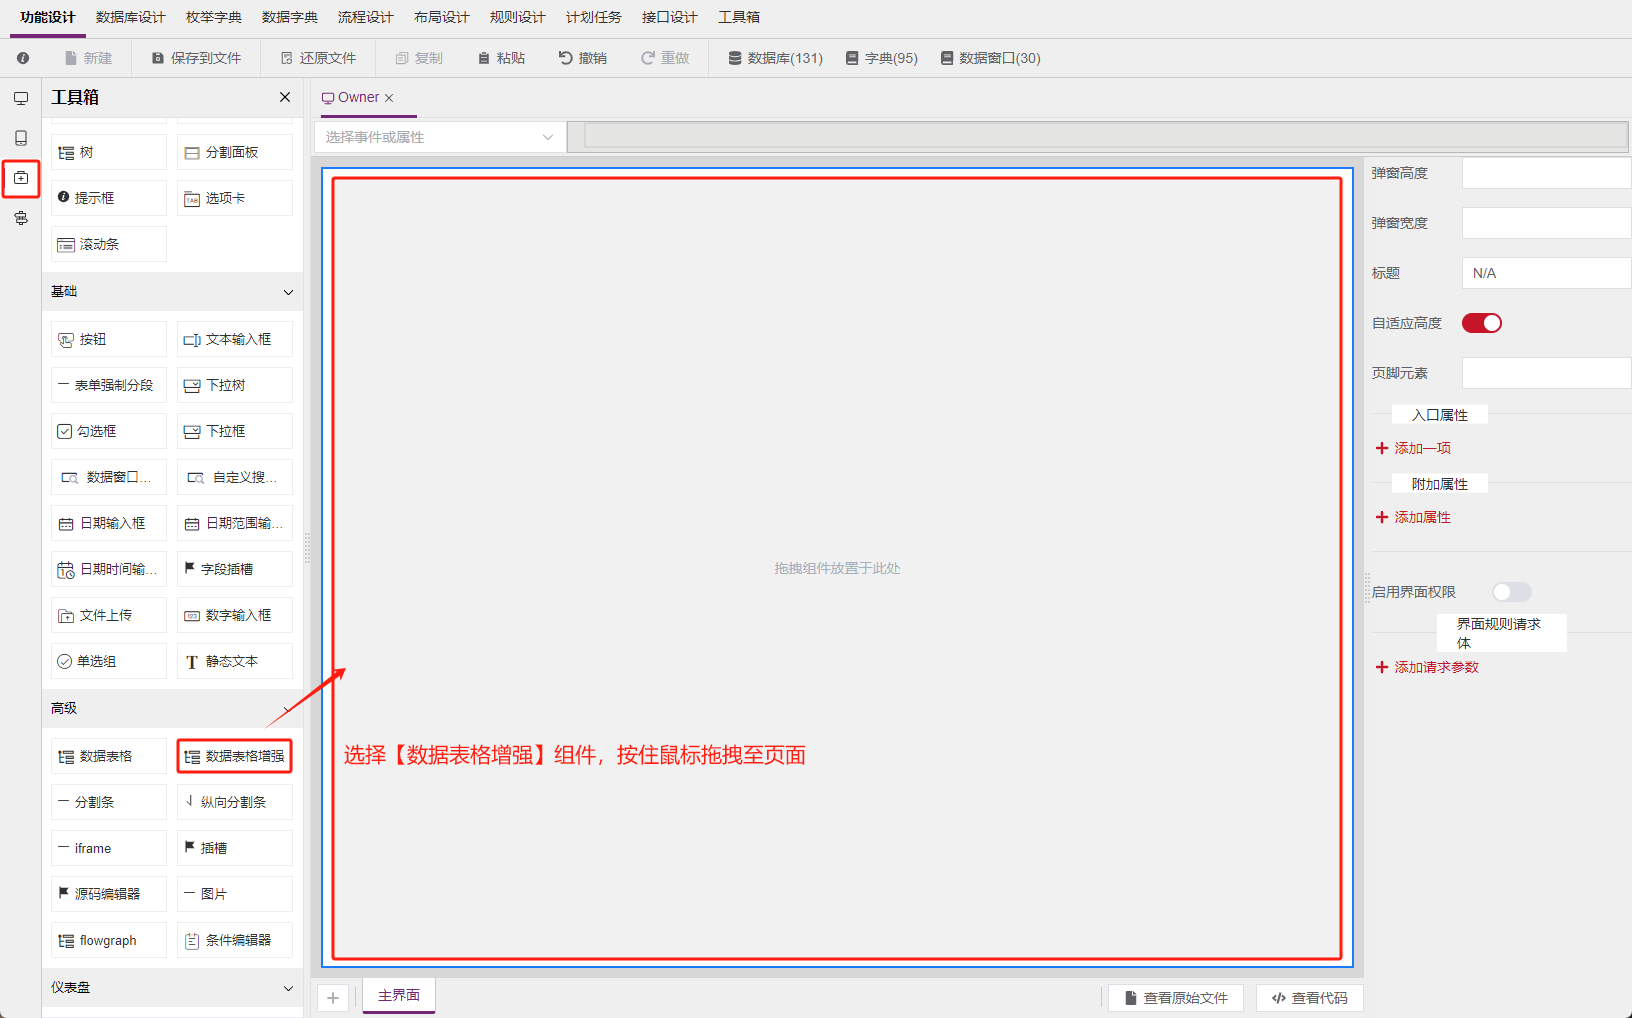 功能设计 数据库设计 枚举字典 数据字典 流程设计 布局设计 规则设计 计划任务 接口设计 工具箱
新建 保存到文件 还原文件 复制 粘贴 撤销 重做 数据库(131) 字典(95) 数据窗口(30)
工具箱
Owner
选择事件或属性
树 分割面板
提示框 选项卡
滚动条
基础
按钮 文本输入框
表单强制分段 下拉树
勾选框 下拉框
数据窗口... 自定义搜...
日期输入框 日期范围输...
日期时间输... 字段插槽
文件上传 数字输入框
单选组 静态文本
高级
数据表格 数据表格增强
分割条 纵向分割条
iframe 插槽
源码编辑器 图片
flowgraph 条件编辑器
仪表盘
拖拽组件放置于此处
选择【数据表格增强】组件，按住鼠标拖拽至页面
弹窗高度
弹窗宽度
标题 N/A
自适应高度
页脚元素
入口属性
添加一项
附加属性
添加属性
启用界面权限
界面规则请求
体
添加请求参数
主界面
查看原始文件 查看代码